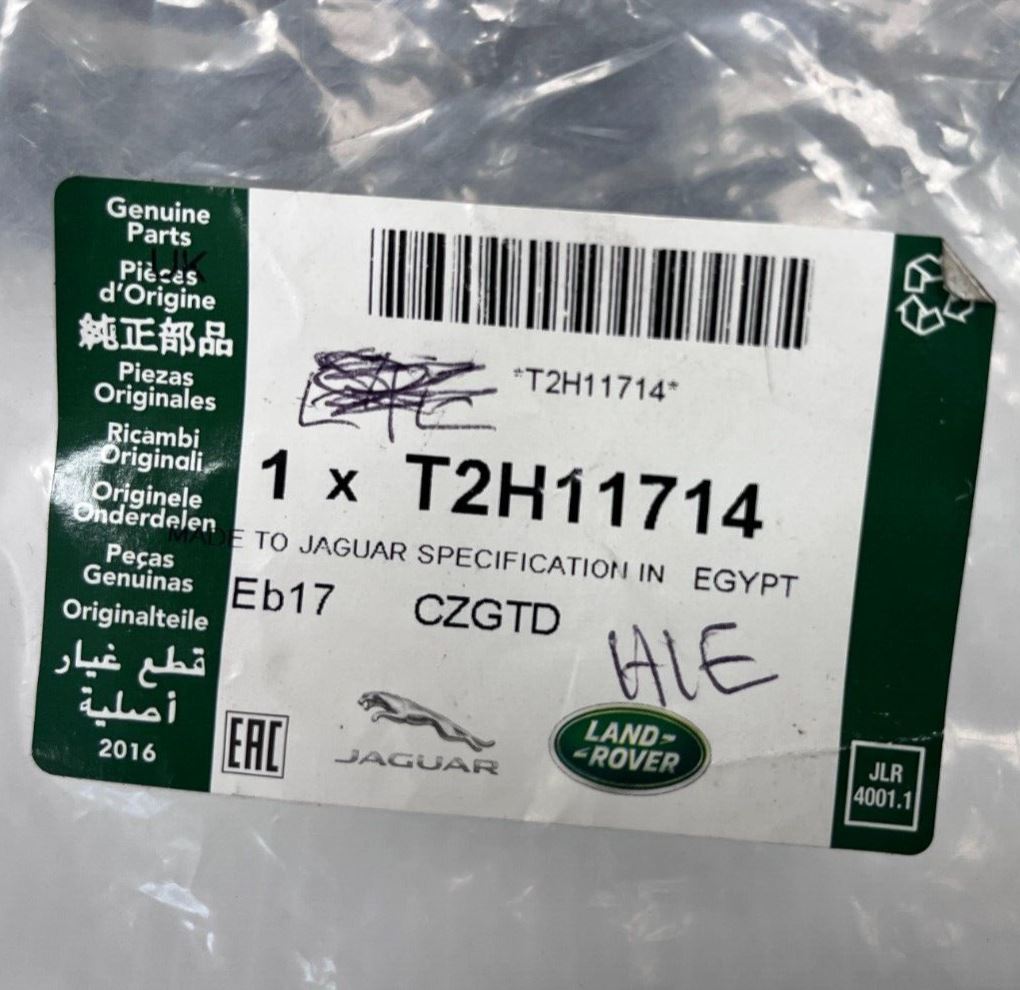 Genuine
Parts
UK
Pièces
d'Origine
純正部品
Piezas
Originales
Ricambi
Originali
Originele
Onderdelen
Peças
Genuinas
Originalteile
قطع غيار
أصلية
2016
*T2H11714*
1 x T2H11714
MADE TO JAGUAR SPECIFICATION IN EGYPT
Eb17 CZGTD
EAC
JAGUAR
LAND-
-ROVER
JLR
4001.1